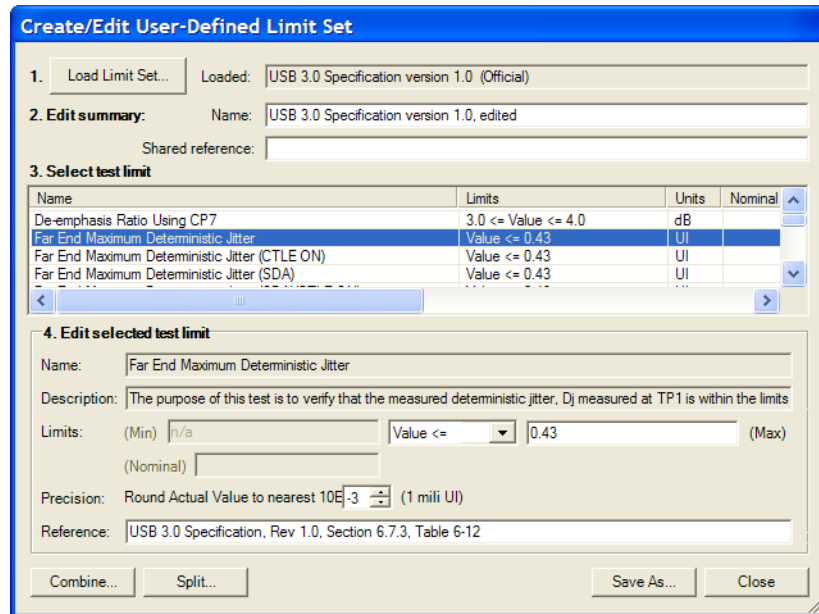 Create/Edit User-Defined Limit Set
1. Load Limit Set... Loaded: USB 3.0 Specification version 1.0 (Official)
2. Edit summary: Name: USB 3.0 Specification version 1.0, edited
Shared reference:
3. Select test limit
Name Limits Units Nominal
De-emphasis Ratio Using CP7 3.0 <= Value <= 4.0 dB
Far End Maximum Deterministic Jitter Value <= 0.43 UI
Far End Maximum Deterministic Jitter (CTLE ON) Value <= 0.43 UI
Far End Maximum Deterministic Jitter (SDA) Value <= 0.43 UI
4. Edit selected test limit
Name: Far End Maximum Deterministic Jitter
Description: The purpose of this test is to verify that the measured deterministic jitter, Dj measured at TP1 is within the limits
Limits: (Min) n/a Value <= 0.43 (Max)
(Nominal)
Precision: Round Actual Value to nearest 10E -3 (1 mili UI)
Reference: USB 3.0 Specification, Rev 1.0, Section 6.7.3, Table 6-12
Combine... Split... Save As... Close